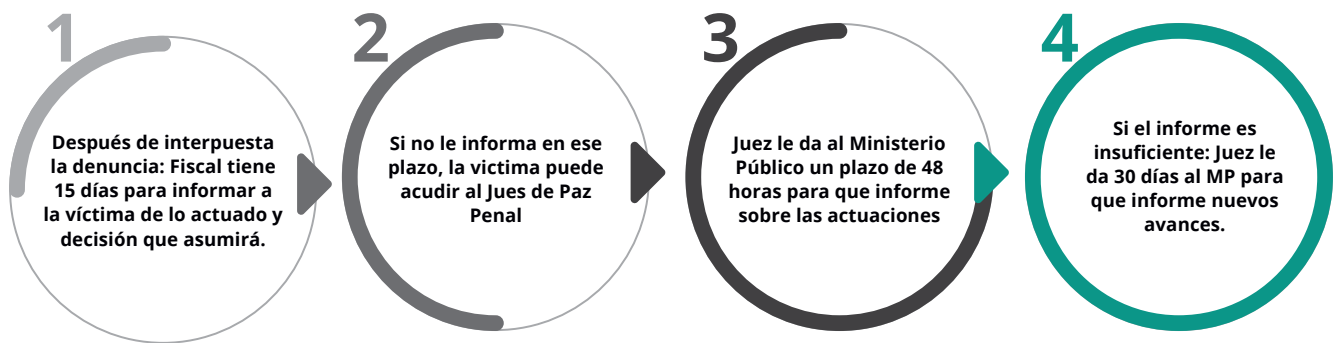 1
Después de interpuesta
la denuncia: Fiscal tiene
15 días para informar a
la víctima de lo actuado y
decisión que asumirá.
2
Si no le informa en ese
plazo, la victima puede
acudir al Jues de Paz
Penal
3
Juez le da al Ministerio
Público un plazo de 48
horas para que informe
sobre las actuaciones
4
Si el informe es
insuficiente: Juez le
da 30 días al MP para
que informe nuevos
avances.